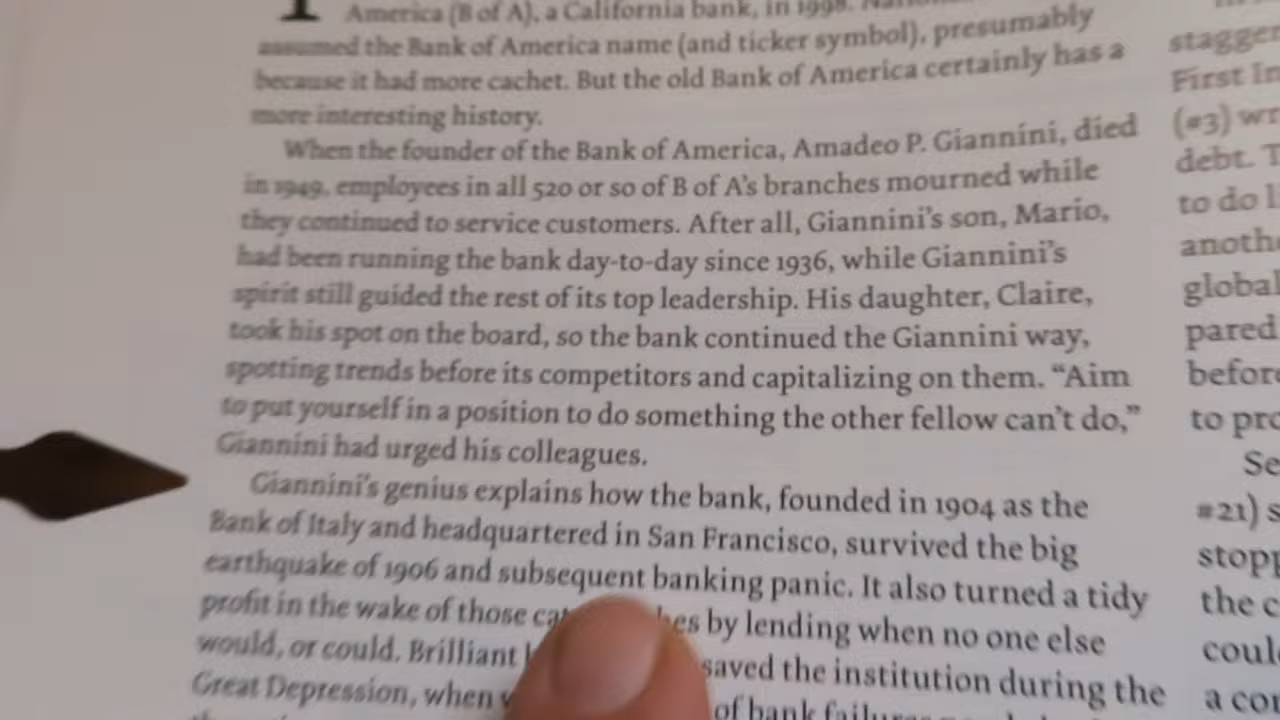 America (B of A), a California bank, in 1998.
assumed the Bank of America name (and ticker symbol), presumably
because it had more cachet. But the old Bank of America certainly has a
more interesting history.
When the founder of the Bank of America, Amadeo P. Giannini, died
in 1949, employees in all 520 or so of B of A's branches mourned while
they continued to service customers. After all, Giannini's son, Mario,
had been running the bank day-to-day since 1936, while Giannini's
spirit still guided the rest of its top leadership. His daughter, Claire,
took his spot on the board, so the bank continued the Giannini way,
spotting trends before its competitors and capitalizing on them. “Aim
to put yourself in a position to do something the other fellow can't do,”
Giannini had urged his colleagues.
Giannini's genius explains how the bank, founded in 1904 as the
Bank of Italy and headquartered in San Francisco, survived the big
earthquake of 1906 and subsequent banking panic. It also turned a tidy
profit in the wake of those by lending when no one else
would, or could. Brilliant saved the institution during the
Great Depression, when of bank failures
stagger
First In
(#3) wr
debt. T
to do l
anothe
global
pared
before
to pro
Se
#21) s
stopp
the c
coul
a con